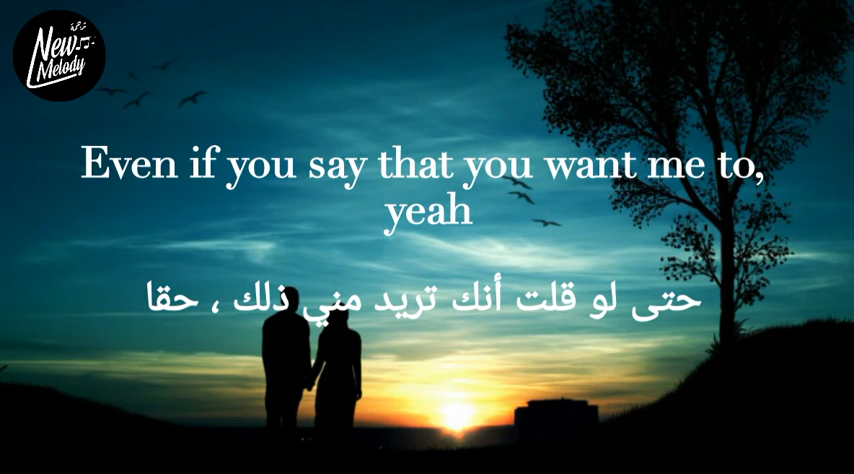 ترجمة
New
Melody
Even if you say that you want me to,
yeah
حتى لو قلت أنك تريد مني ذلك ، حقا